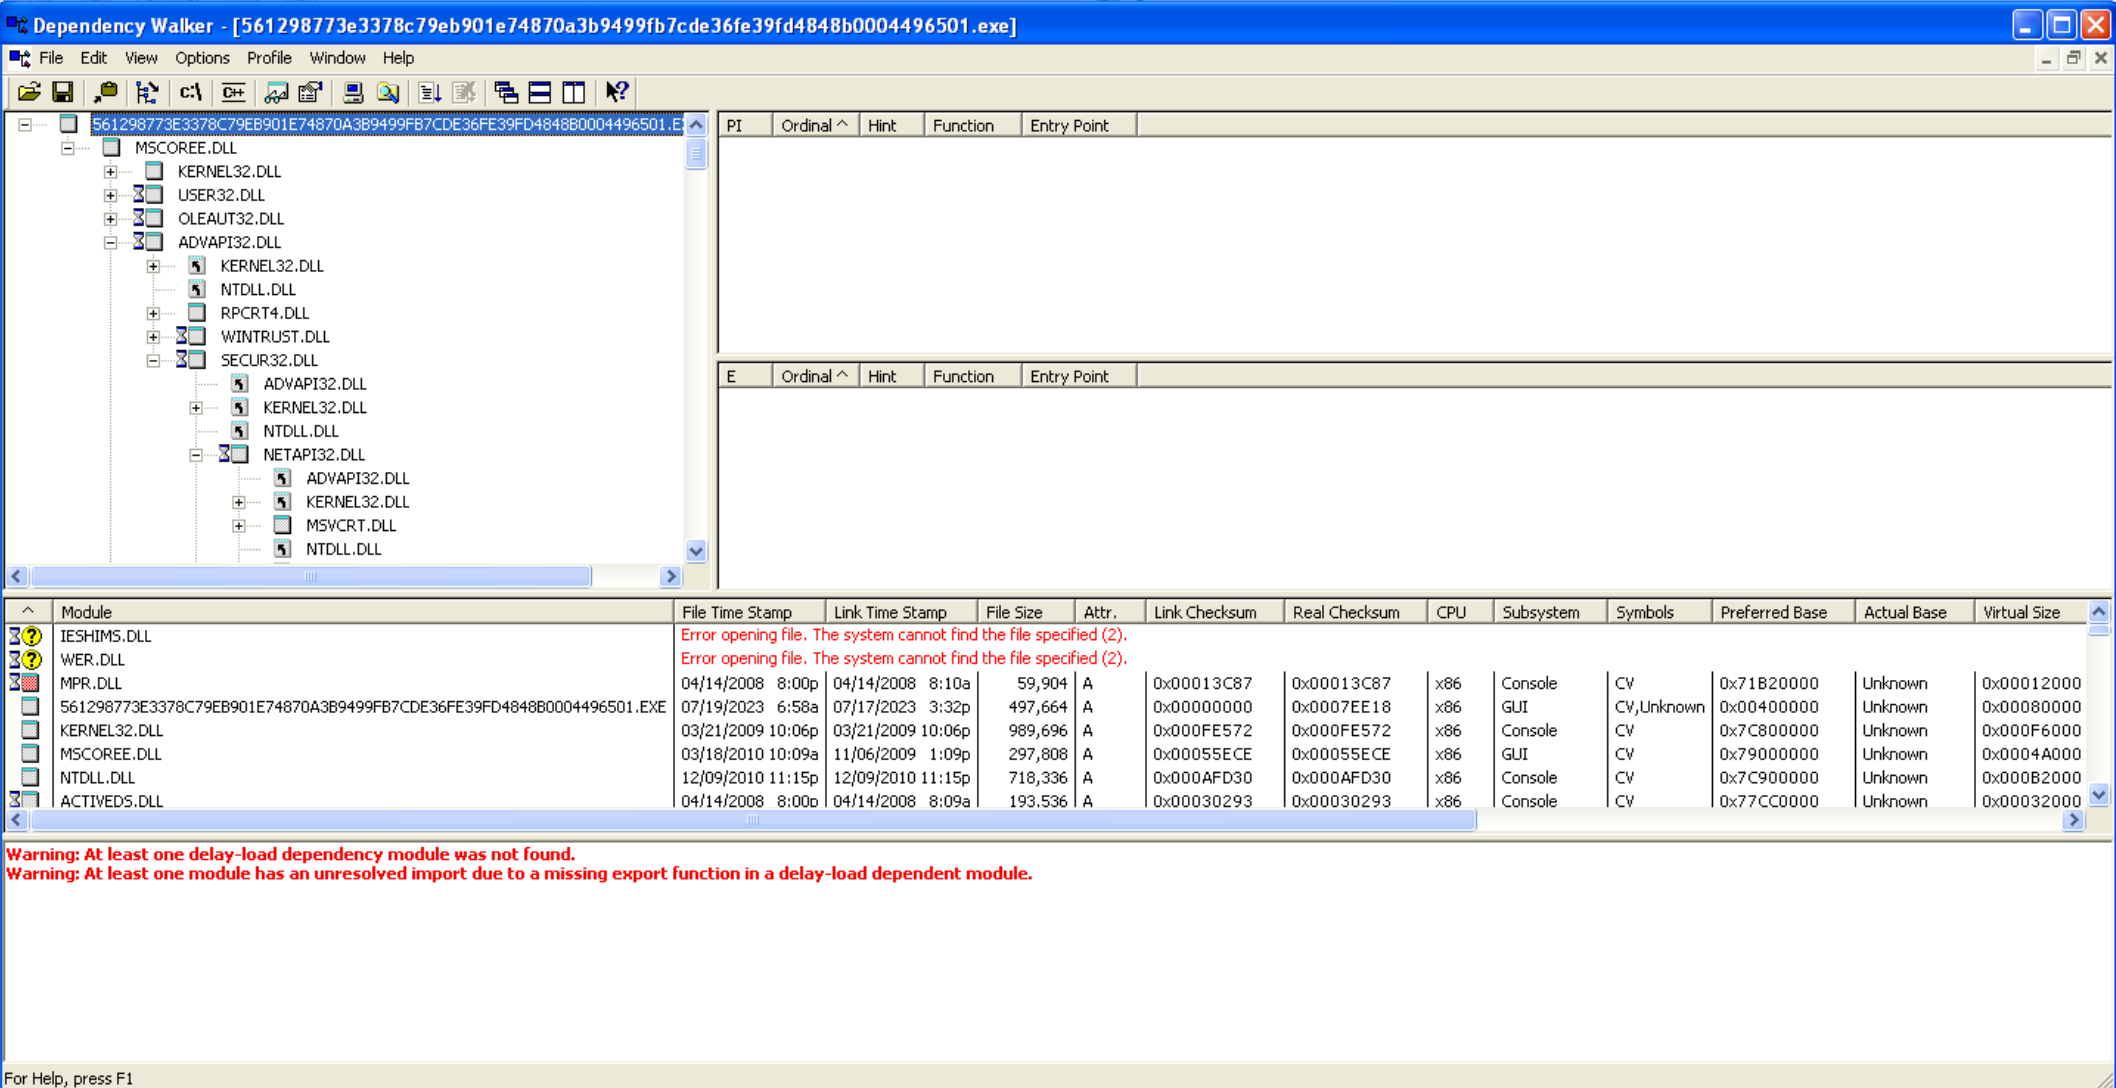 Dependency Walker - [561298773e3378c79eb901e74870a3b9499fb7cde36fe39fd4848b0004496501.exe]
File Edit View Options Profile Window Help
c:\ C++
561298773E3378C79EB901E74870A3B9499FB7CDE36FE39FD4848B0004496501.E
MSCOREE.DLL
KERNEL32.DLL
USER32.DLL
OLEAUT32.DLL
ADVAPI32.DLL
KERNEL32.DLL
NTDLL.DLL
RPCRT4.DLL
WINTRUST.DLL
SECUR32.DLL
ADVAPI32.DLL
KERNEL32.DLL
NTDLL.DLL
NETAPI32.DLL
ADVAPI32.DLL
KERNEL32.DLL
MSVCRT.DLL
NTDLL.DLL
PI Ordinal ^ Hint Function Entry Point
E Ordinal ^ Hint Function Entry Point
^ Module File Time Stamp Link Time Stamp File Size Attr. Link Checksum Real Checksum CPU Subsystem Symbols Preferred Base Actual Base Virtual Size
IESHIMS.DLL Error opening file. The system cannot find the file specified (2).
WER.DLL Error opening file. The system cannot find the file specified (2).
MPR.DLL 04/14/2008 8:00p 04/14/2008 8:10a 59,904 A 0x00013C87 0x00013C87 x86 Console CV 0x71B20000 Unknown 0x00012000
561298773E3378C79EB901E74870A3B9499FB7CDE36FE39FD4848B0004496501.EXE 07/19/2023 6:58a 07/17/2023 3:32p 497,664 A 0x00000000 0x0007EE18 x86 GUI CV,Unknown 0x00400000 Unknown 0x00080000
KERNEL32.DLL 03/21/2009 10:06p 03/21/2009 10:06p 989,696 A 0x000FE572 0x000FE572 x86 Console CV 0x7C800000 Unknown 0x000F6000
MSCOREE.DLL 03/18/2010 10:09a 11/06/2009 1:09p 297,808 A 0x00055ECE 0x00055ECE x86 GUI CV 0x79000000 Unknown 0x0004A000
NTDLL.DLL 12/09/2010 11:15p 12/09/2010 11:15p 718,336 A 0x000AFD30 0x000AFD30 x86 Console CV 0x7C900000 Unknown 0x000B2000
ACTIVEDS.DLL 04/14/2008 8:00p 04/14/2008 8:09a 193,536 A 0x00030293 0x00030293 x86 Console CV 0x77CC0000 Unknown 0x00032000
Warning: At least one delay-load dependency module was not found.
Warning: At least one module has an unresolved import due to a missing export function in a delay-load dependent module.
For Help, press F1